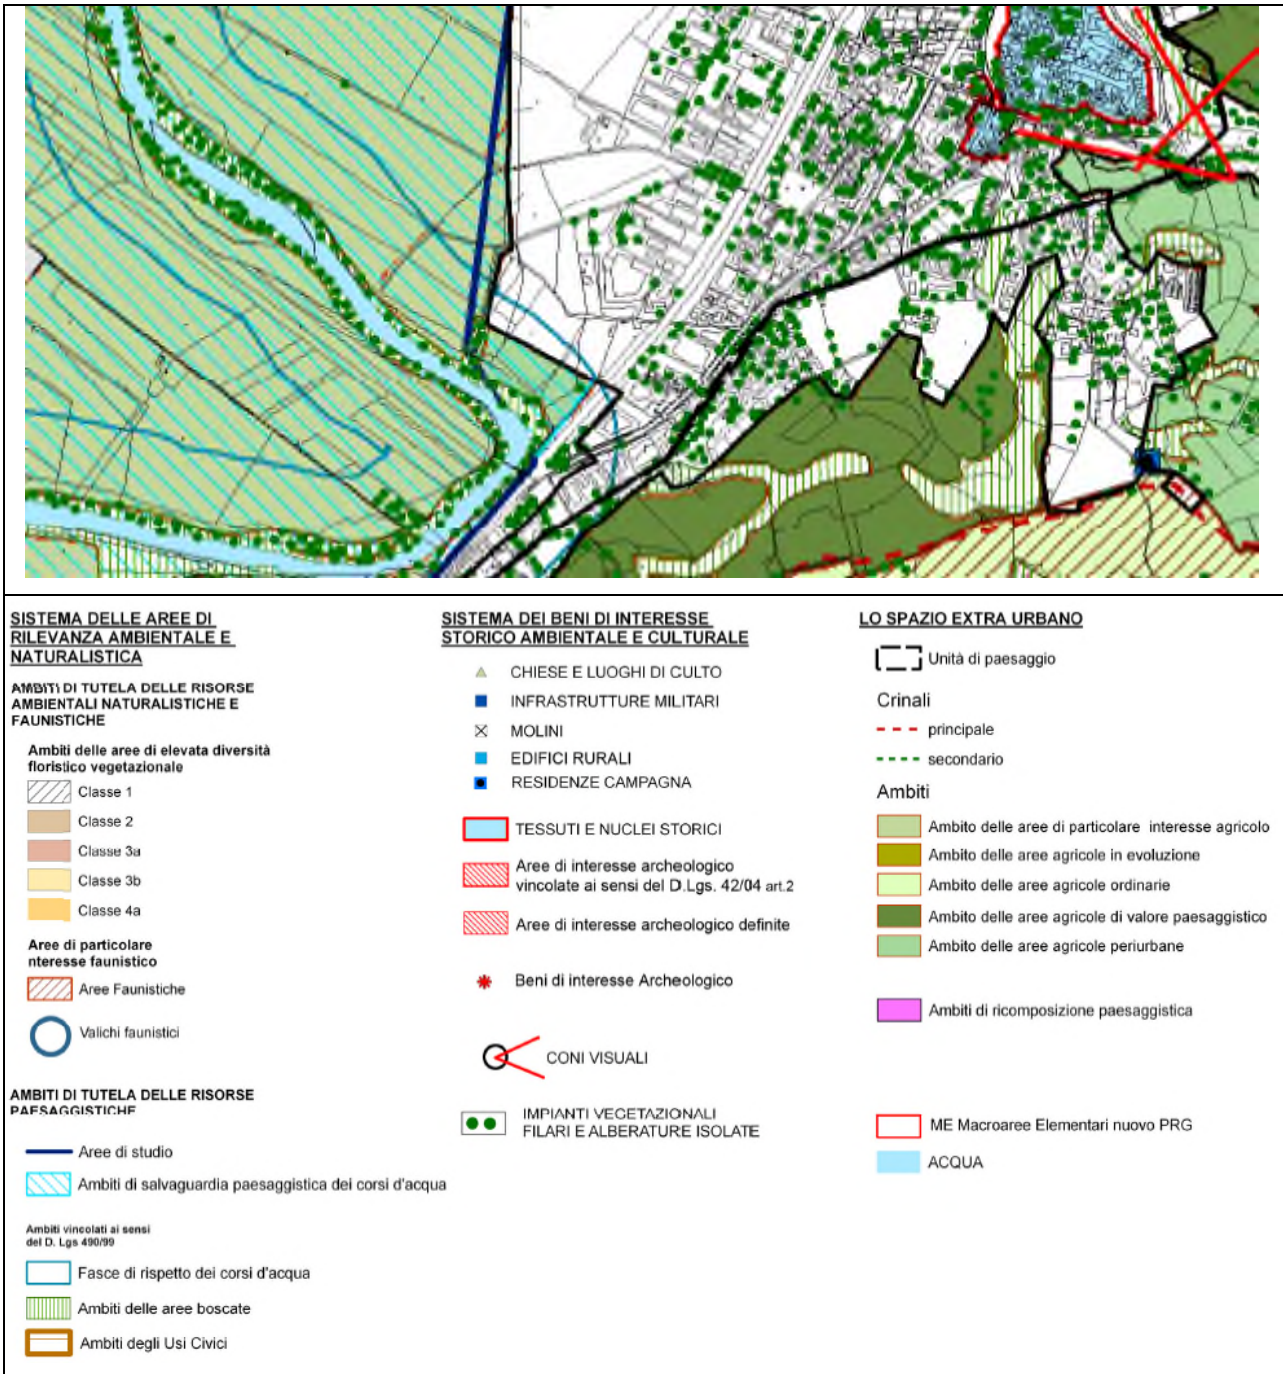 SISTEMA DELLE AREE DI
RILEVANZA AMBIENTALE E
NATURALISTICA
AMBITI DI TUTELA DELLE RISORSE
AMBIENTALI NATURALISTICHE E
FAUNISTICHE
Ambiti delle aree di elevata diversità
floristico vegetazionale
Classe 1
Classe 2
Classe 3a
Classe 3b
Classe 4a
Aree di particolare
nteresse faunistico
Aree Faunistiche
Valichi faunistici
AMBITI DI TUTELA DELLE RISORSE
PAESAGGISTICHE
Aree di studio
Ambiti di salvaguardia paesaggistica dei corsi d'acqua
Ambiti vincolati ai sensi
del D. Lgs 490/99
Fasce di rispetto dei corsi d'acqua
Ambiti delle aree boscate
Ambiti degli Usi Civici
SISTEMA DEI BENI DI INTERESSE
STORICO AMBIENTALE E CULTURALE
CHIESE E LUOGHI DI CULTO
INFRASTRUTTURE MILITARI
MOLINI
EDIFICI RURALI
RESIDENZE CAMPAGNA
TESSUTI E NUCLEI STORICI
Aree di interesse archeologico
vincolate ai sensi del D.Lgs. 42/04 art.2
Aree di interesse archeologico definite
Beni di interesse Archeologico
CONI VISUALI
IMPIANTI VEGETAZIONALI
FILARI E ALBERATURE ISOLATE
LO SPAZIO EXTRA URBANO
Unità di paesaggio
Crinali
principale
secondario
Ambiti
Ambito delle aree di particolare interesse agricolo
Ambito delle aree agricole in evoluzione
Ambito delle aree agricole ordinarie
Ambito delle aree agricole di valore paesaggistico
Ambito delle aree agricole periurbane
Ambiti di ricomposizione paesaggistica
ME Macroaree Elementari nuovo PRG
ACQUA